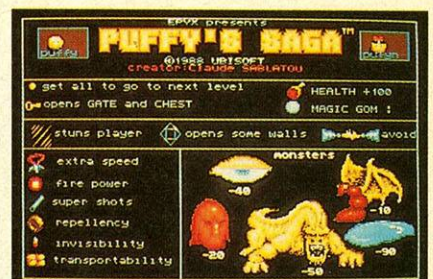 EPYX presents
PUFFY'S SAGA™
puffy
puffyn
©1988 UBISOFT
creator:Claude SABLATOU
get all to go to next level
opens GATE and CHEST
HEALTH +100
MAGIC GOM :
stuns player
opens some walls
avoid
extra speed
fire power
super shots
repellency
invisibility
transportability
monsters
-40
-10
-20
-50
-90